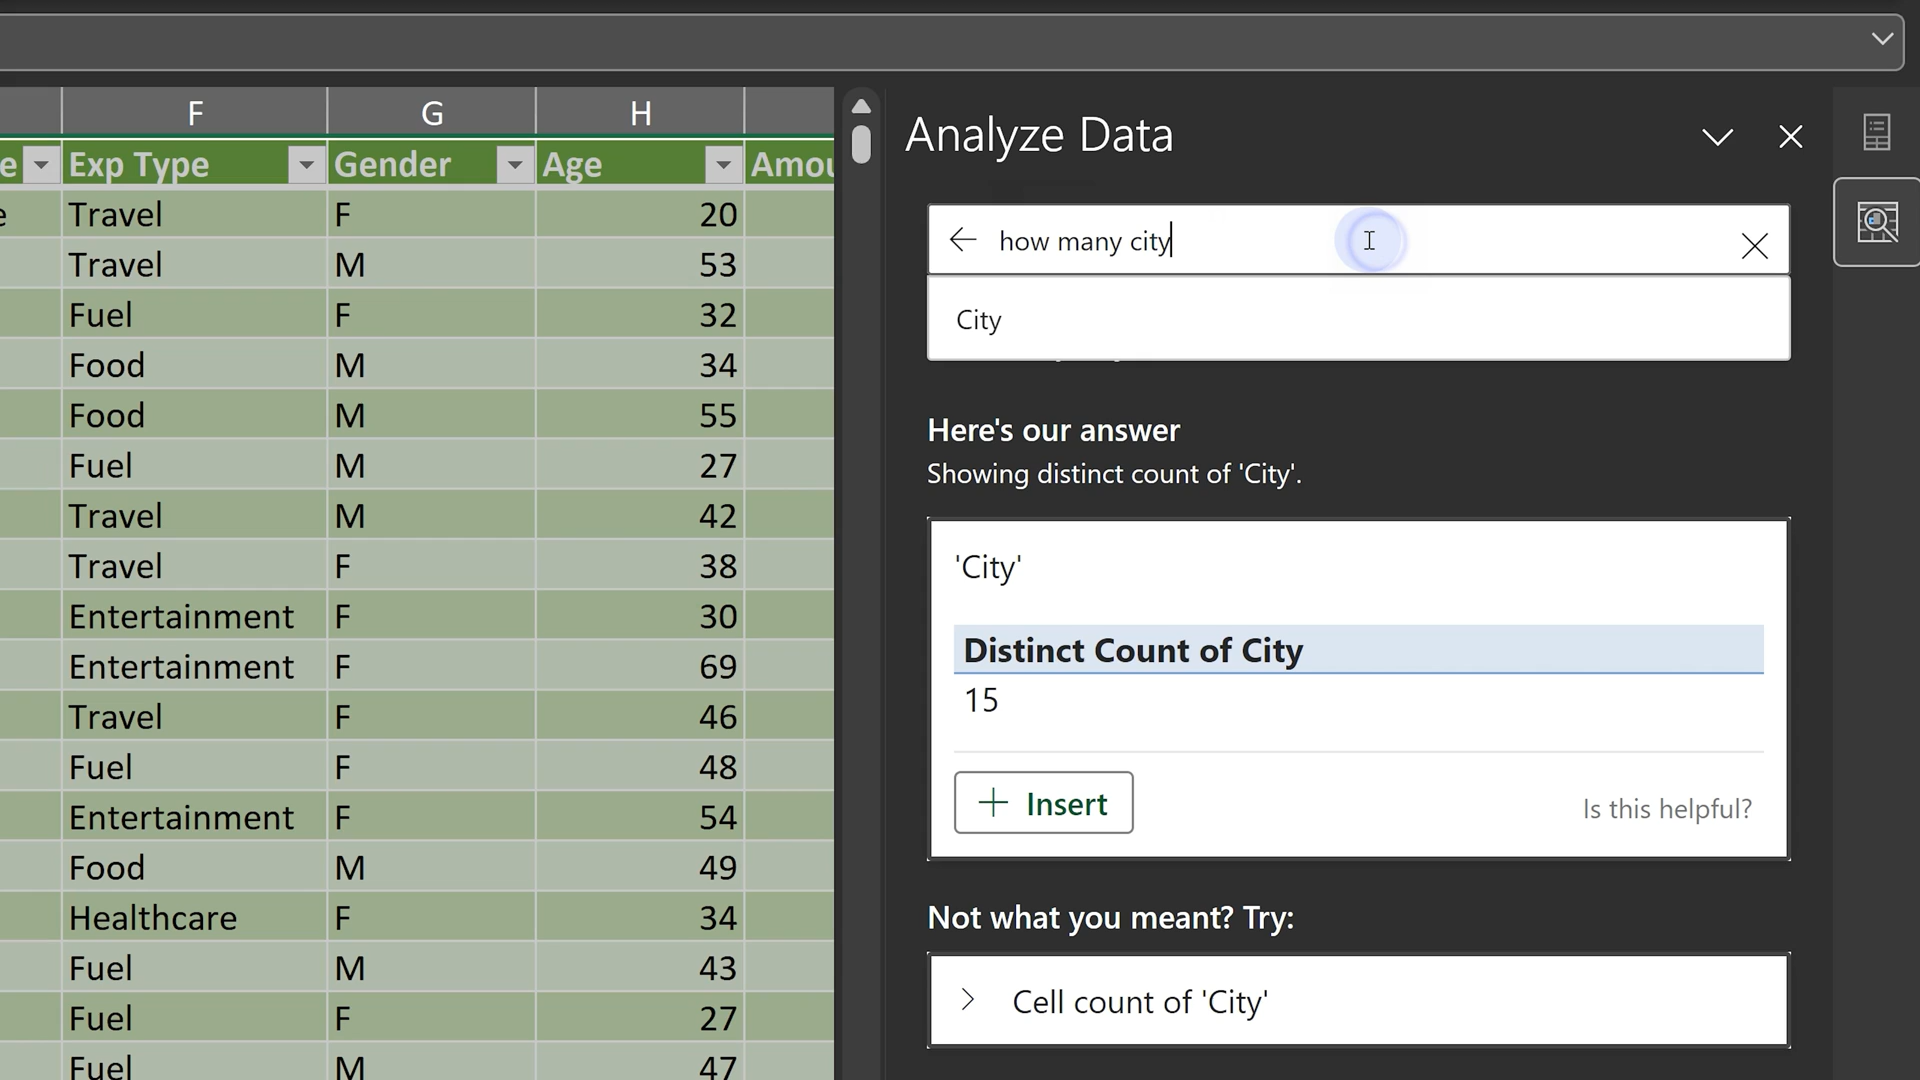 F G H
e Exp Type Gender Age Amou
e Travel F 20
Travel M 53
Fuel F 32
Food M 34
Food M 55
Fuel M 27
Travel M 42
Travel F 38
Entertainment F 30
Entertainment F 69
Travel F 46
Fuel F 48
Entertainment F 54
Food M 49
Healthcare F 34
Fuel M 43
Fuel F 27
Fuel M 47
Analyze Data
how many city
City
Here's our answer
Showing distinct count of 'City'.
'City'
Distinct Count of City
15
Insert
Is this helpful?
Not what you meant? Try:
Cell count of 'City'